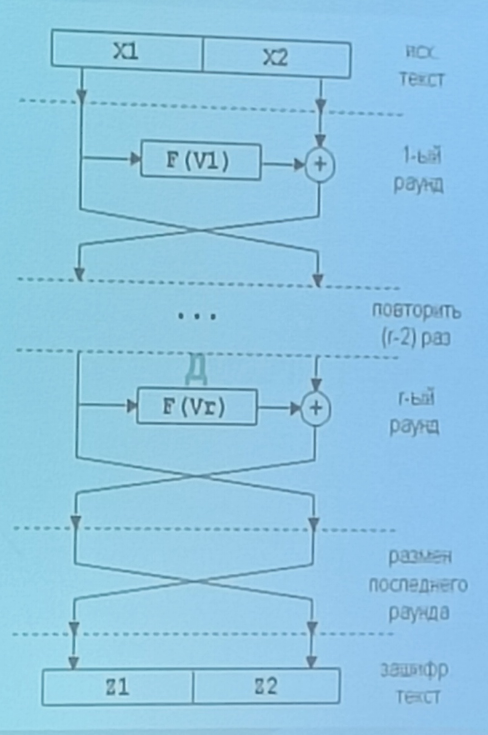 X1 X2
исх.
текст
F(V1) +
1-ый
раунд
...
повторить
(r-2) раз
Д
F(Vr) +
r-ый
раунд
размен
последнего
раунда
Z1 Z2
зашифр
текст